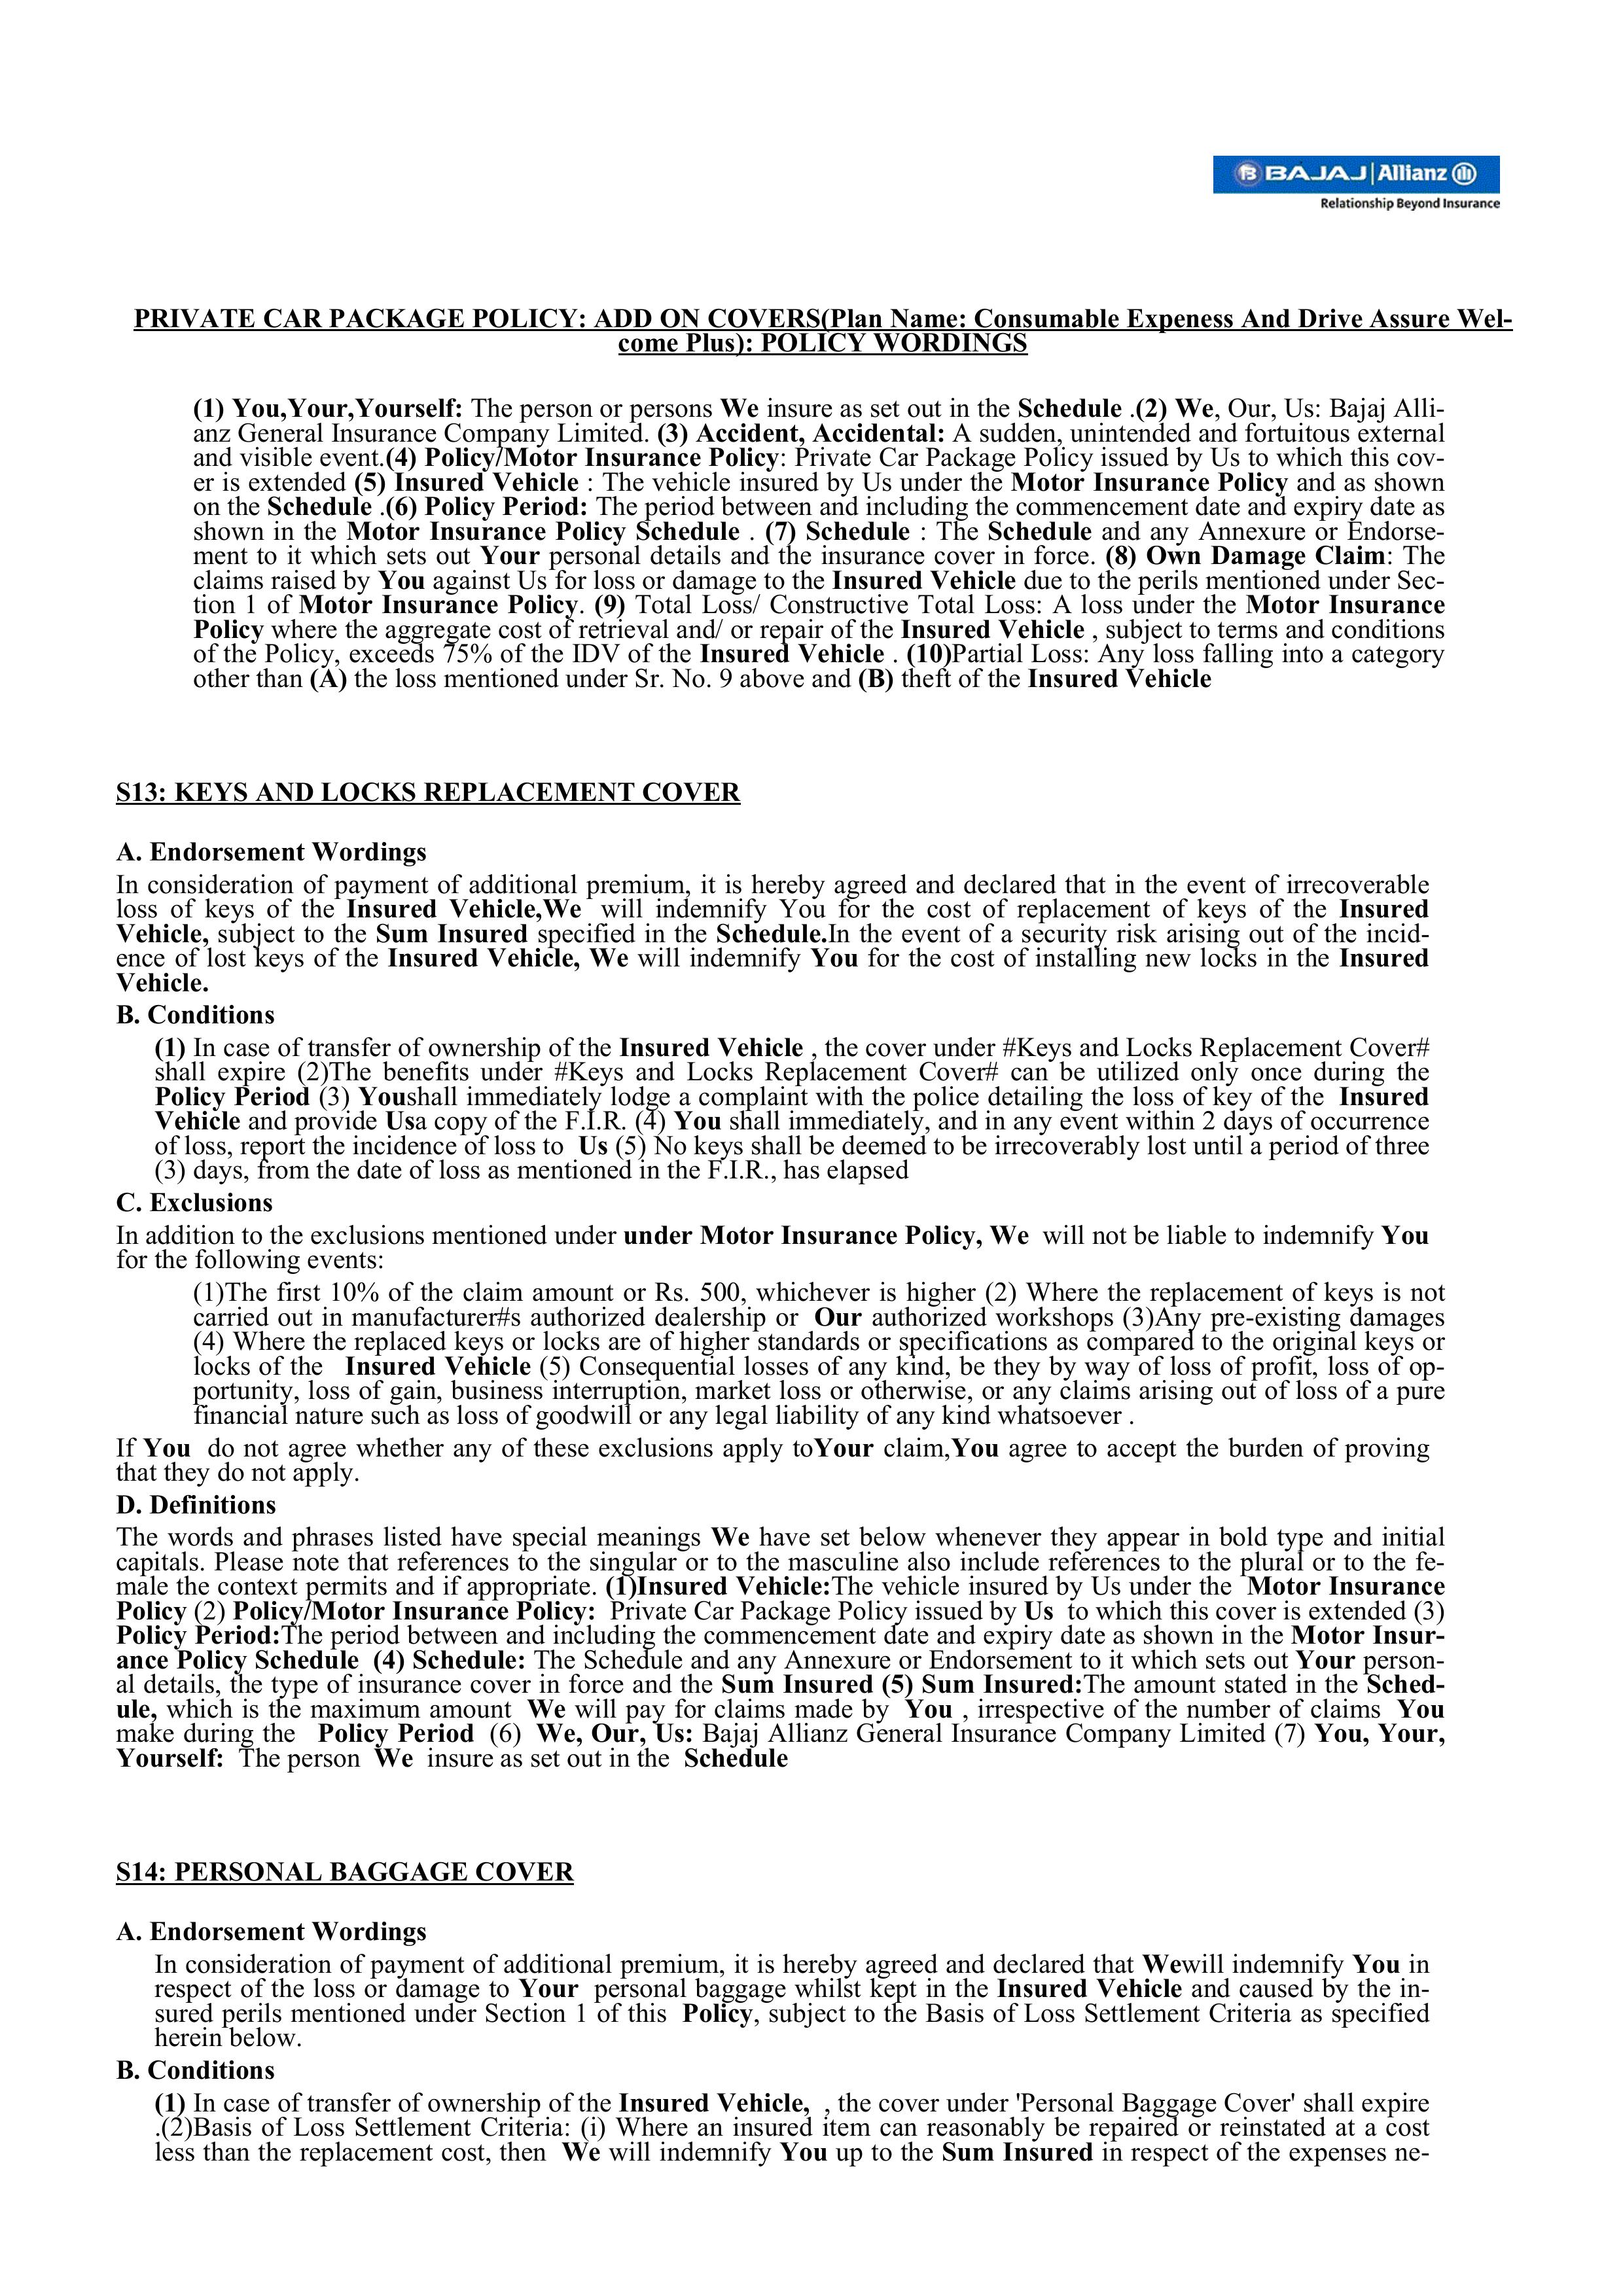 BAJAJ | Allianz
Relationship Beyond Insurance
PRIVATE CAR PACKAGE POLICY: ADD ON COVERS(Plan Name: Consumable Expeness And Drive Assure Wel-
come Plus): POLICY WORDINGS
(1) You,Your,Yourself: The person or persons We insure as set out in the Schedule .(2) We, Our, Us: Bajaj Alli-
anz General Insurance Company Limited. (3) Accident, Accidental: A sudden, unintended and fortuitous external
and visible event.(4) Policy/Motor Insurance Policy: Private Car Package Policy issued by Us to which this cov-
er is extended (5) Insured Vehicle : The vehicle insured by Us under the Motor Insurance Policy and as shown
on the Schedule .(6) Policy Period: The period between and including the commencement date and expiry date as
shown in the Motor Insurance Policy Schedule . (7) Schedule : The Schedule and any Annexure or Endorse-
ment to it which sets out Your personal details and the insurance cover in force. (8) Own Damage Claim: The
claims raised by You against Us for loss or damage to the Insured Vehicle due to the perils mentioned under Sec-
tion 1 of Motor Insurance Policy. (9) Total Loss/ Constructive Total Loss: A loss under the Motor Insurance
Policy where the aggregate cost of retrieval and/ or repair of the Insured Vehicle , subject to terms and conditions
of the Policy, exceeds 75% of the IDV of the Insured Vehicle . (10)Partial Loss: Any loss falling into a category
other than (A) the loss mentioned under Sr. No. 9 above and (B) theft of the Insured Vehicle
S13: KEYS AND LOCKS REPLACEMENT COVER
A. Endorsement Wordings
In consideration of payment of additional premium, it is hereby agreed and declared that in the event of irrecoverable
loss of keys of the Insured Vehicle,We will indemnify You for the cost of replacement of keys of the Insured
Vehicle, subject to the Sum Insured specified in the Schedule.In the event of a security risk arising out of the incid-
ence of lost keys of the Insured Vehicle, We will indemnify You for the cost of installing new locks in the Insured
Vehicle.
B. Conditions
(1) In case of transfer of ownership of the Insured Vehicle , the cover under #Keys and Locks Replacement Cover#
shall expire (2)The benefits under #Keys and Locks Replacement Cover# can be utilized only once during the
Policy Period (3) Youshall immediately lodge a complaint with the police detailing the loss of key of the Insured
Vehicle and provide Usa copy of the F.I.R. (4) You shall immediately, and in any event within 2 days of occurrence
of loss, report the incidence of loss to Us (5) No keys shall be deemed to be irrecoverably lost until a period of three
(3) days, from the date of loss as mentioned in the F.I.R., has elapsed
C. Exclusions
In addition to the exclusions mentioned under under Motor Insurance Policy, We will not be liable to indemnify You
for the following events:
(1)The first 10% of the claim amount or Rs. 500, whichever is higher (2) Where the replacement of keys is not
carried out in manufacturer#s authorized dealership or Our authorized workshops (3)Any pre-existing damages
(4) Where the replaced keys or locks are of higher standards or specifications as compared to the original keys or
locks of the Insured Vehicle (5) Consequential losses of any kind, be they by way of loss of profit, loss of op-
portunity, loss of gain, business interruption, market loss or otherwise, or any claims arising out of loss of a pure
financial nature such as loss of goodwill or any legal liability of any kind whatsoever .
If You do not agree whether any of these exclusions apply toYour claim,You agree to accept the burden of proving
that they do not apply.
D. Definitions
The words and phrases listed have special meanings We have set below whenever they appear in bold type and initial
capitals. Please note that references to the singular or to the masculine also include references to the plural or to the fe-
male the context permits and if appropriate. (1)Insured Vehicle:The vehicle insured by Us under the Motor Insurance
Policy (2) Policy/Motor Insurance Policy: Private Car Package Policy issued by Us to which this cover is extended (3)
Policy Period:The period between and including the commencement date and expiry date as shown in the Motor Insur-
ance Policy Schedule (4) Schedule: The Schedule and any Annexure or Endorsement to it which sets out Your person-
al details, the type of insurance cover in force and the Sum Insured (5) Sum Insured:The amount stated in the Sched-
ule, which is the maximum amount We will pay for claims made by You , irrespective of the number of claims You
make during the Policy Period (6) We, Our, Us: Bajaj Allianz General Insurance Company Limited (7) You, Your,
Yourself: The person We insure as set out in the Schedule
S14: PERSONAL BAGGAGE COVER
A. Endorsement Wordings
In consideration of payment of additional premium, it is hereby agreed and declared that Wewill indemnify You in
respect of the loss or damage to Your personal baggage whilst kept in the Insured Vehicle and caused by the in-
sured perils mentioned under Section 1 of this Policy, subject to the Basis of Loss Settlement Criteria as specified
herein below.
B. Conditions
(1) In case of transfer of ownership of the Insured Vehicle, , the cover under 'Personal Baggage Cover' shall expire
.(2)Basis of Loss Settlement Criteria: (i) Where an insured item can reasonably be repaired or reinstated at a cost
less than the replacement cost, then We will indemnify You up to the Sum Insured in respect of the expenses ne-